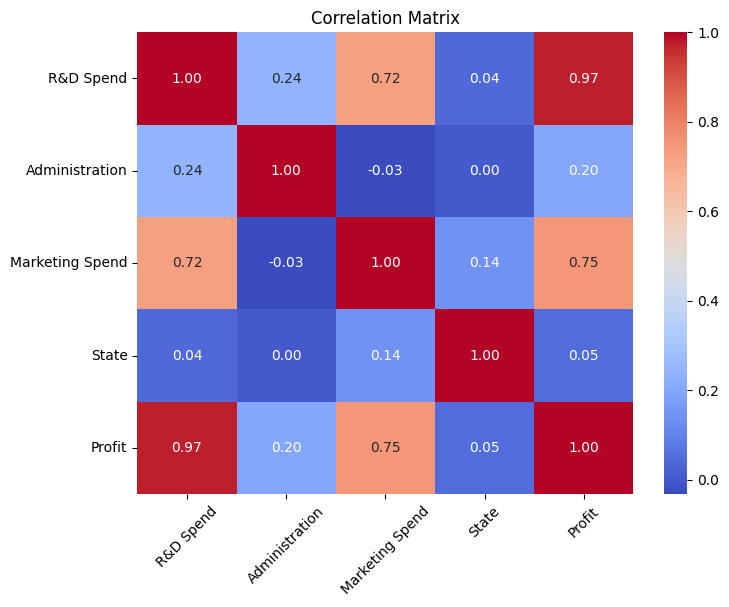 Correlation Matrix
R&D Spend 1.00 0.24 0.72 0.04 0.97
Administration 0.24 1.00 -0.03 0.00 0.20
Marketing Spend 0.72 -0.03 1.00 0.14 0.75
State 0.04 0.00 0.14 1.00 0.05
Profit 0.97 0.20 0.75 0.05 1.00
R&D Spend Administration Marketing Spend State Profit
1.0
0.8
0.6
0.4
0.2
0.0